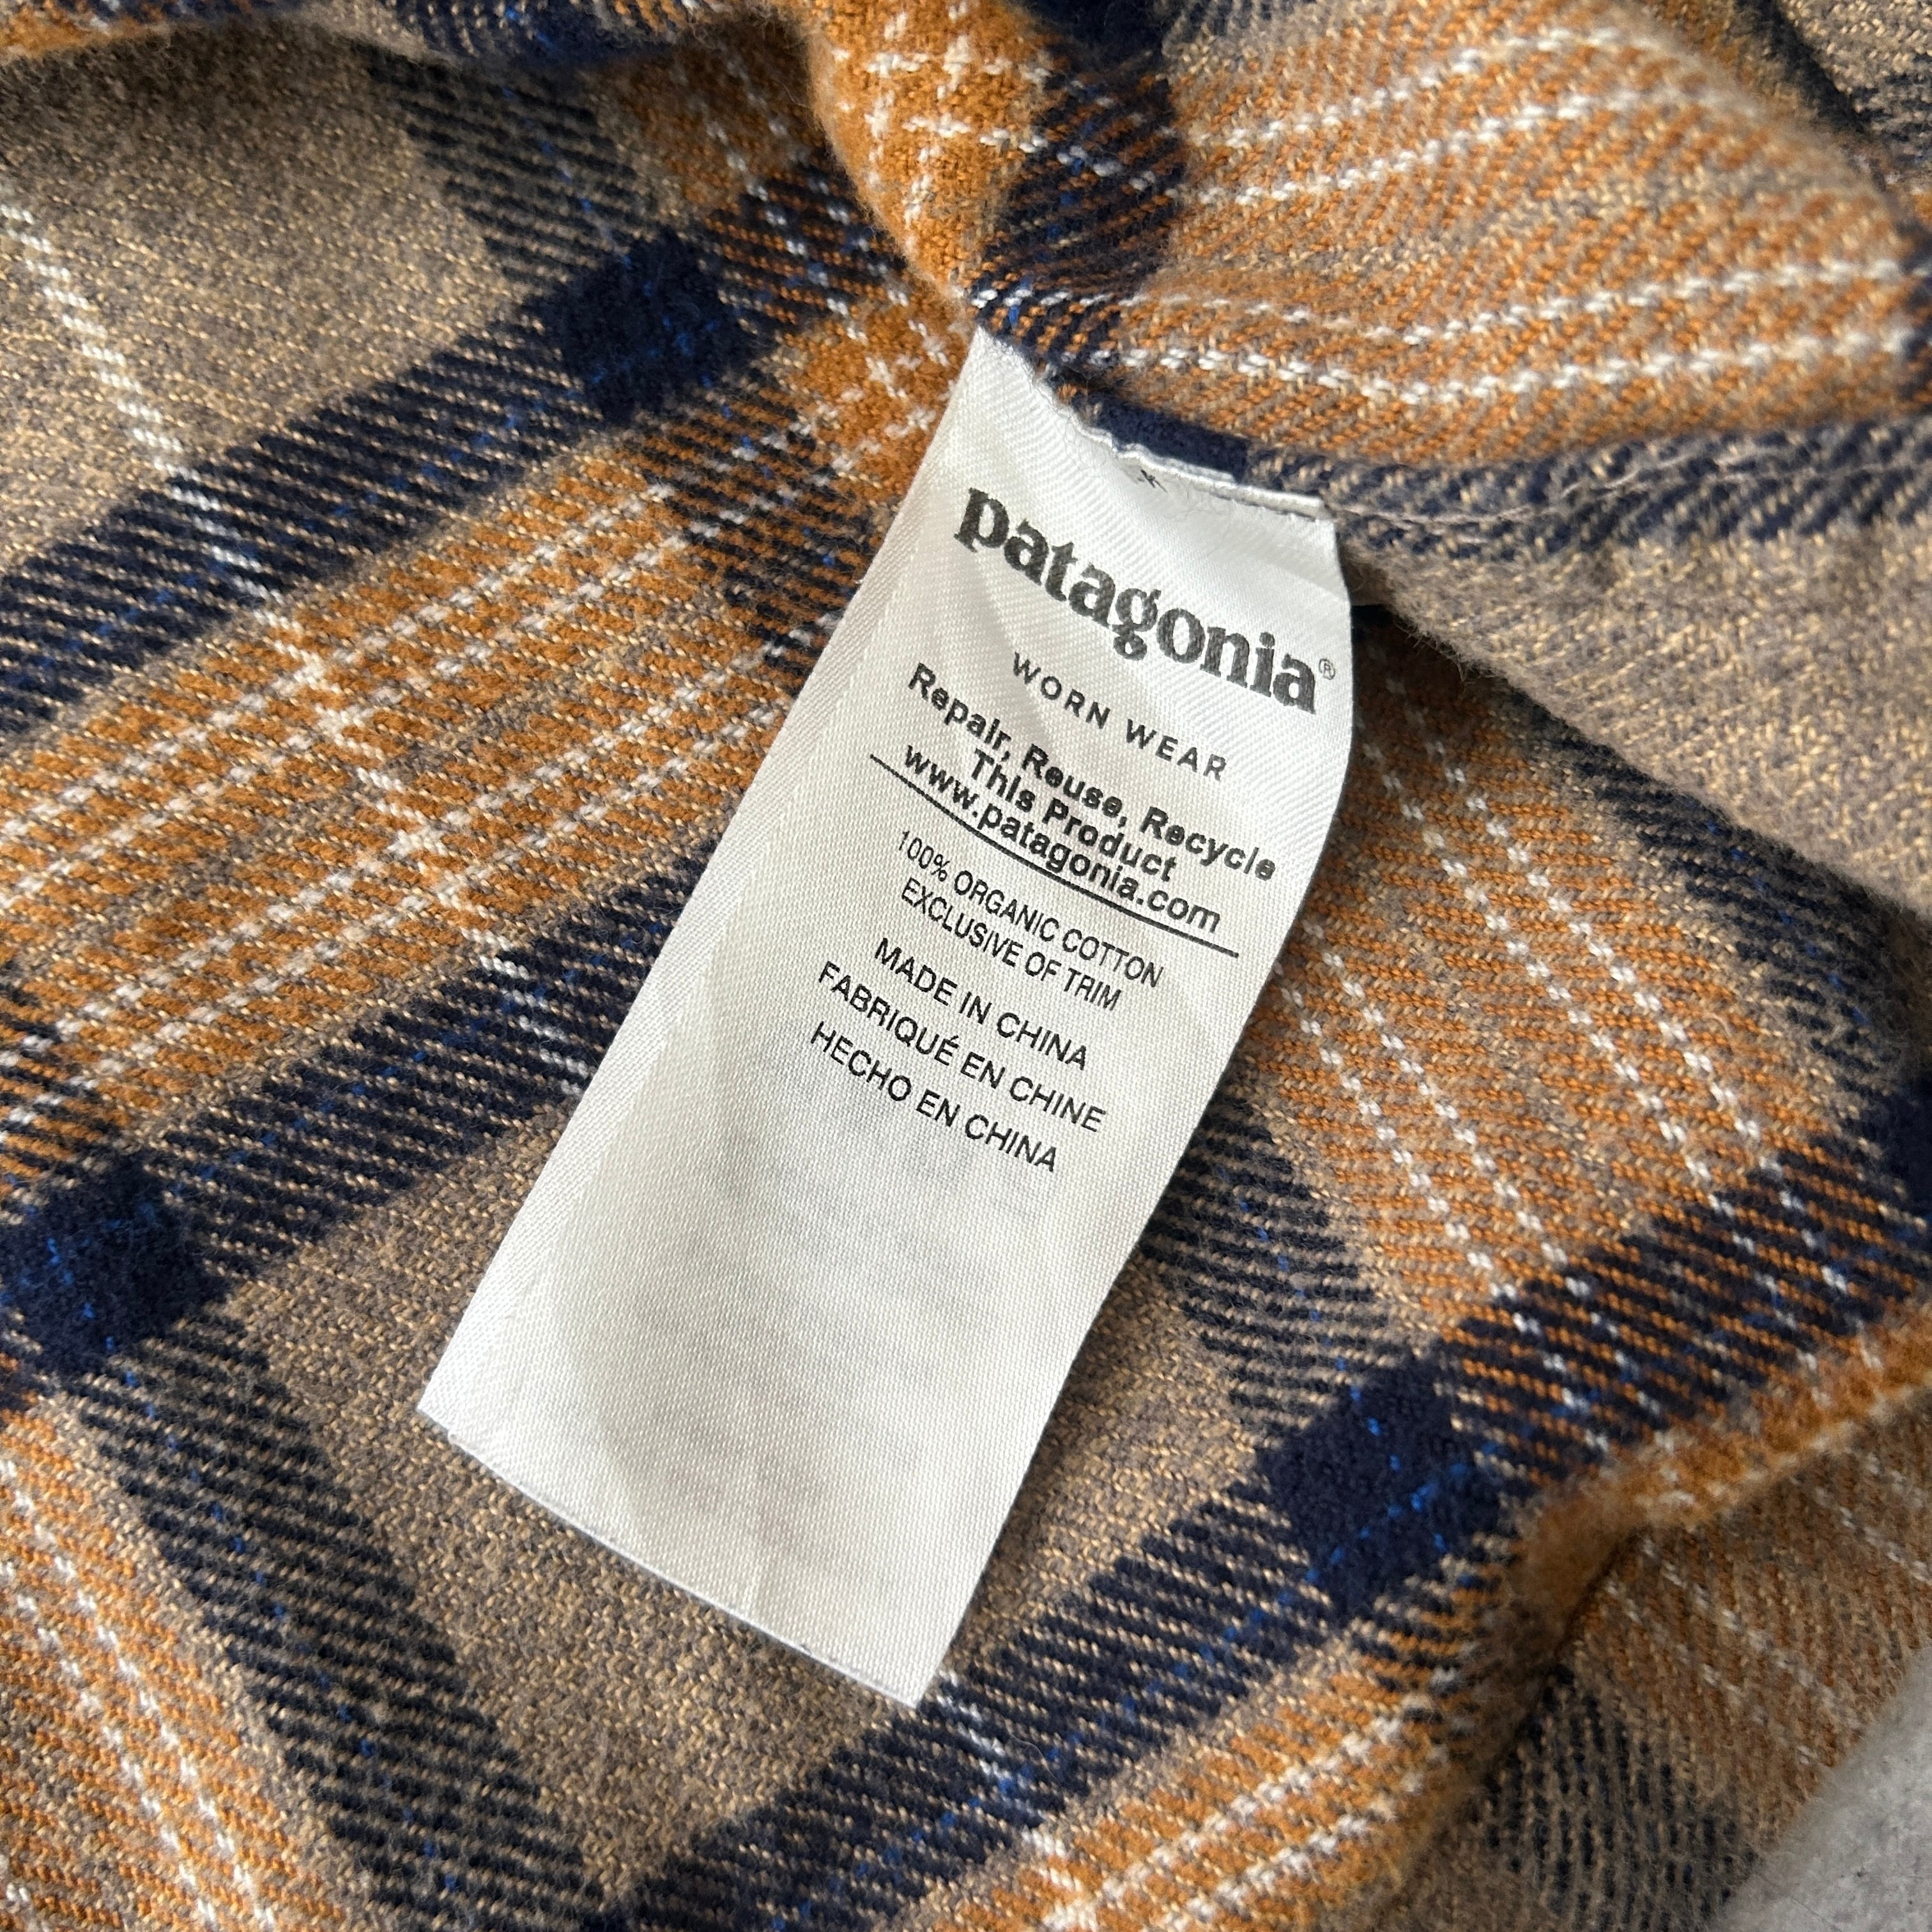 patagonia®
WORN WEAR
Repair, Reuse, Recycle
This Product
www.patagonia.com
100% ORGANIC COTTON
EXCLUSIVE OF TRIM
MADE IN CHINA
FABRIQUÉ EN CHINE
HECHO EN CHINA